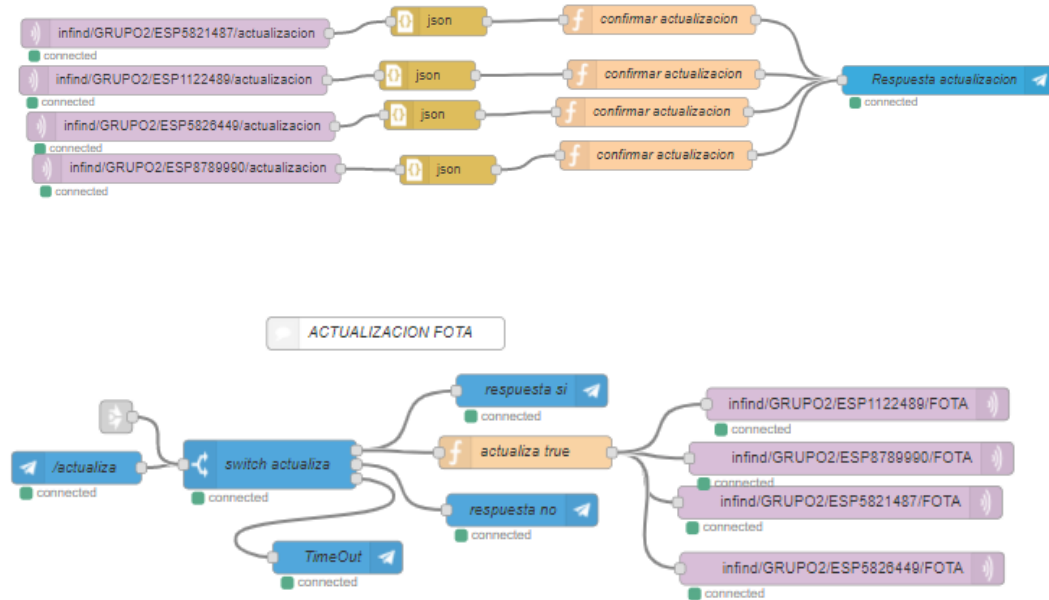 infind/GRUPO2/ESP5821487/actualizacion
json
confirmar actualizacion
connected
infind/GRUPO2/ESP1122489/actualizacion
json
confirmar actualizacion
Respuesta actualizacion
connected
connected
infind/GRUPO2/ESP5826449/actualizacion
json
confirmar actualizacion
connected
infind/GRUPO2/ESP8789990/actualizacion
json
confirmar actualizacion
connected
ACTUALIZACION FOTA
respuesta si
connected
infind/GRUPO2/ESP1122489/FOTA
connected
/actualiza
connected
switch actualiza
connected
actualiza true
infind/GRUPO2/ESP8789990/FOTA
connected
respuesta no
connected
infind/GRUPO2/ESP5821487/FOTA
connected
TimeOut
connected
infind/GRUPO2/ESP5826449/FOTA
connected